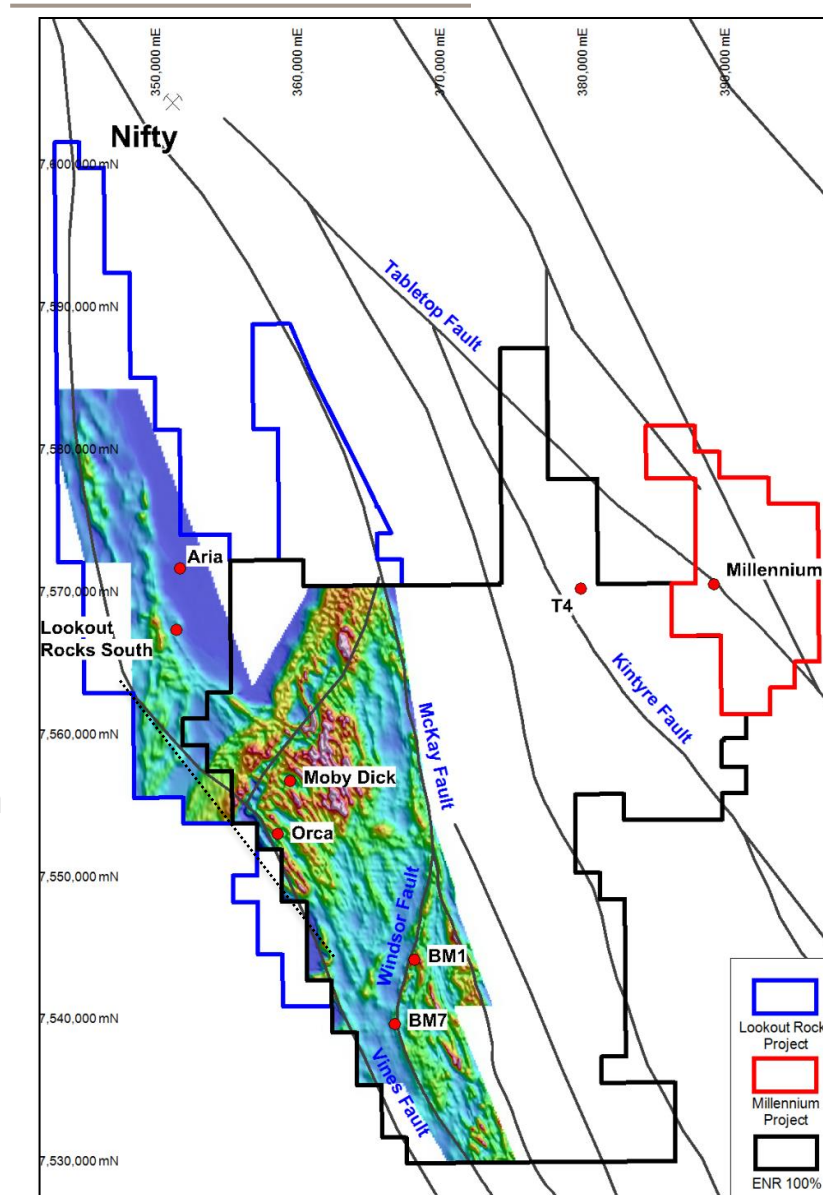 350,000 mE
360,000 mE
370,000 mE
380,000 mE
390,000 mE
Nifty
7,600,000 mN
Tabletop Fault
7,590,000 mN
7,580,000 mN
Aria
7,570,000 mN
Millennium
T4
Lookout
Rocks South
Kintyre Fault
McKay Fault
7,560,000 mN
Moby Dick
Orca
7,550,000 mN
Windsor Fault
BM1
7,540,000 mN
BM7
Vines Fault
7,530,000 mN
Lookout Rock
Project
Millennium
Project
ENR 100%